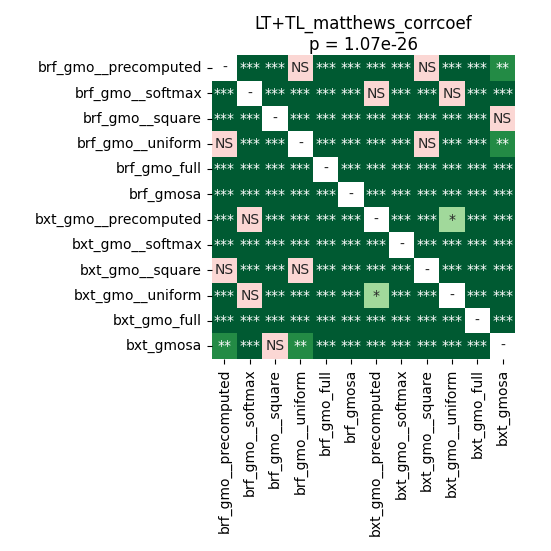 LT+TL_matthews_corrcoef
p = 1.07e-26
brf_gmo__precomputed - *** *** NS *** *** *** *** NS *** *** **
brf_gmo__softmax *** - *** *** *** *** NS *** *** NS *** ***
brf_gmo__square *** *** - *** *** *** *** *** *** *** *** NS
brf_gmo__uniform NS *** *** - *** *** *** *** NS *** *** **
brf_gmo_full *** *** *** *** - *** *** *** *** *** *** ***
brf_gmosa *** *** *** *** *** - *** *** *** *** *** ***
bxt_gmo__precomputed *** NS *** *** *** *** - *** *** * *** ***
bxt_gmo__softmax *** *** *** *** *** *** *** - *** *** *** ***
bxt_gmo__square NS *** *** NS *** *** *** *** - *** *** ***
bxt_gmo__uniform *** NS *** *** *** *** * *** *** - *** ***
bxt_gmo_full *** *** *** *** *** *** *** *** *** *** - ***
bxt_gmosa ** *** NS ** *** *** *** *** *** *** *** -
brf_gmo__precomputed
brf_gmo__softmax
brf_gmo__square
brf_gmo__uniform
brf_gmo_full
brf_gmosa
bxt_gmo__precomputed
bxt_gmo__softmax
bxt_gmo__square
bxt_gmo__uniform
bxt_gmo_full
bxt_gmosa